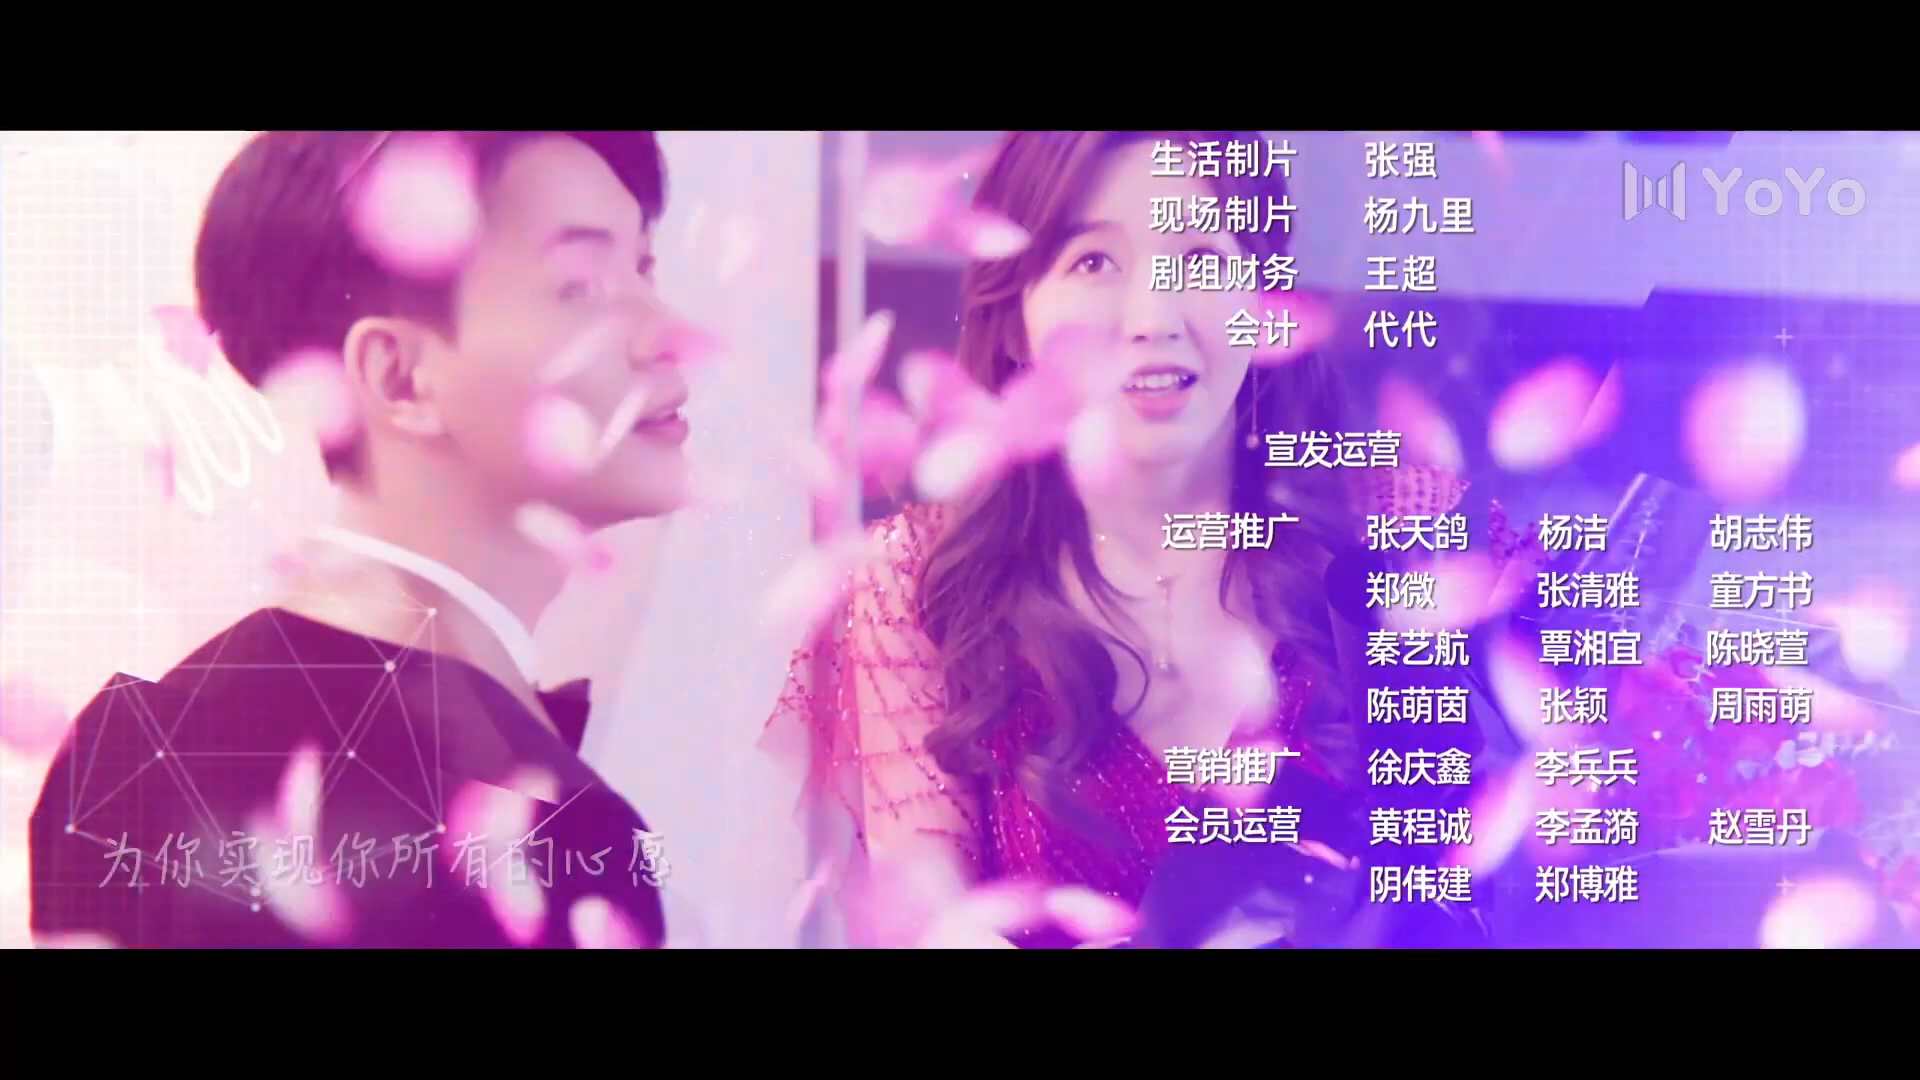 生活制片 张强
YoYo
现场制片 杨九里
剧组财务 王超
会计 代代
宣发运营
运营推广 张天鸽 杨洁 胡志伟
郑微 张清雅 童方书
秦艺航 覃湘宜 陈晓萱
陈萌茵 张颖 周雨萌
营销推广 徐庆鑫 李兵兵
会员运营 黄程诚 李孟漪 赵雪丹
阴伟建 郑博雅
为你实现你所有的心愿